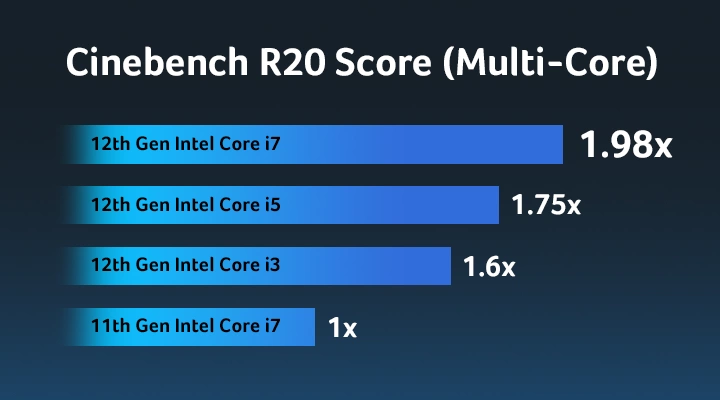 Cinebench R20 Score (Multi-Core)
12th Gen Intel Core i7 1.98x
12th Gen Intel Core i5 1.75x
12th Gen Intel Core i3 1.6x
11th Gen Intel Core i7 1x